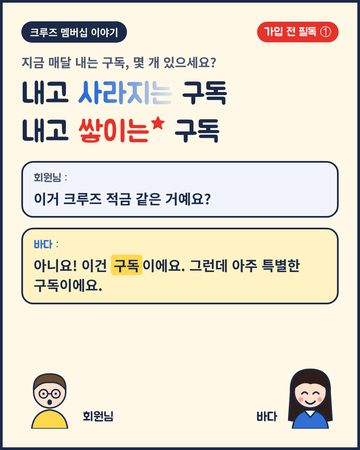 크루즈 멤버십 이야기
가입 전 필독 ①
지금 매달 내는 구독, 몇 개 있으세요?
내고 사라지는 구독
내고 쌓이는★ 구독
회원님 :
이거 크루즈 적금 같은 거예요?
바다 :
아니요! 이건 구독이에요. 그런데 아주 특별한
구독이에요.
회원님
바다